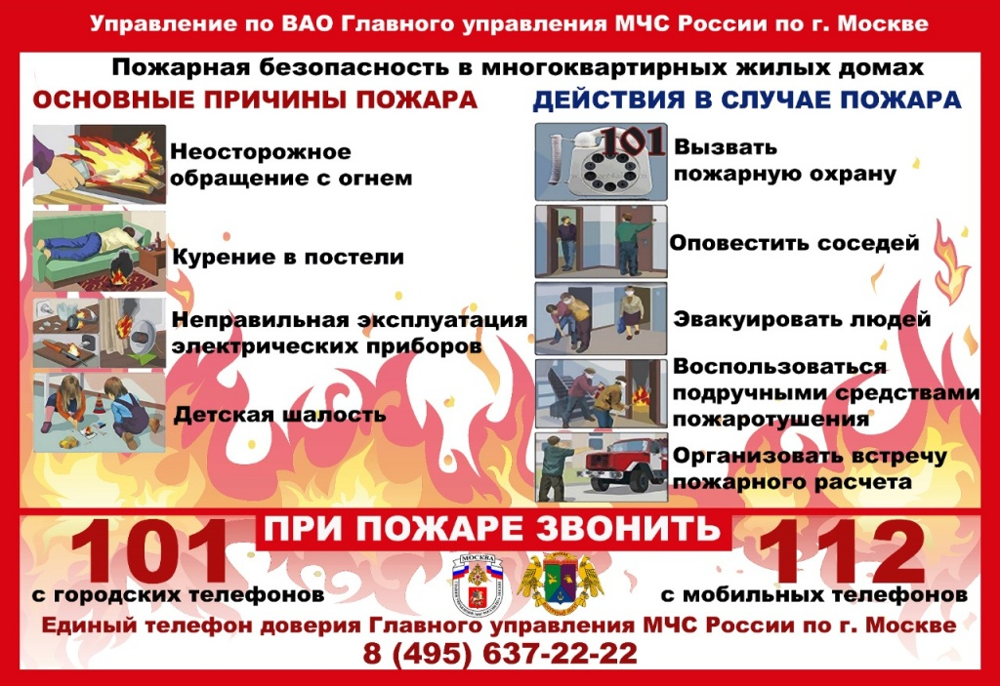 Управление по ВАО Главного управления МЧС России по г. Москве
Пожарная безопасность в многоквартирных жилых домах
ОСНОВНЫЕ ПРИЧИНЫ ПОЖАРА
Неосторожное
обращение с огнем
Курение в постели
Неправильная эксплуатация
электрических приборов
Детская шалость
ДЕЙСТВИЯ В СЛУЧАЕ ПОЖАРА
101
Вызвать
пожарную охрану
Оповестить соседей
Эвакуировать людей
Воспользоваться
подручными средствами
пожаротушения
Организовать встречу
пожарного расчета
ПРИ ПОЖАРЕ ЗВОНИТЬ
101
с городских телефонов
112
с мобильных телефонов
МОСКВА
Единый телефон доверия Главного управления МЧС России по г. Москве
8 (495) 637-22-22